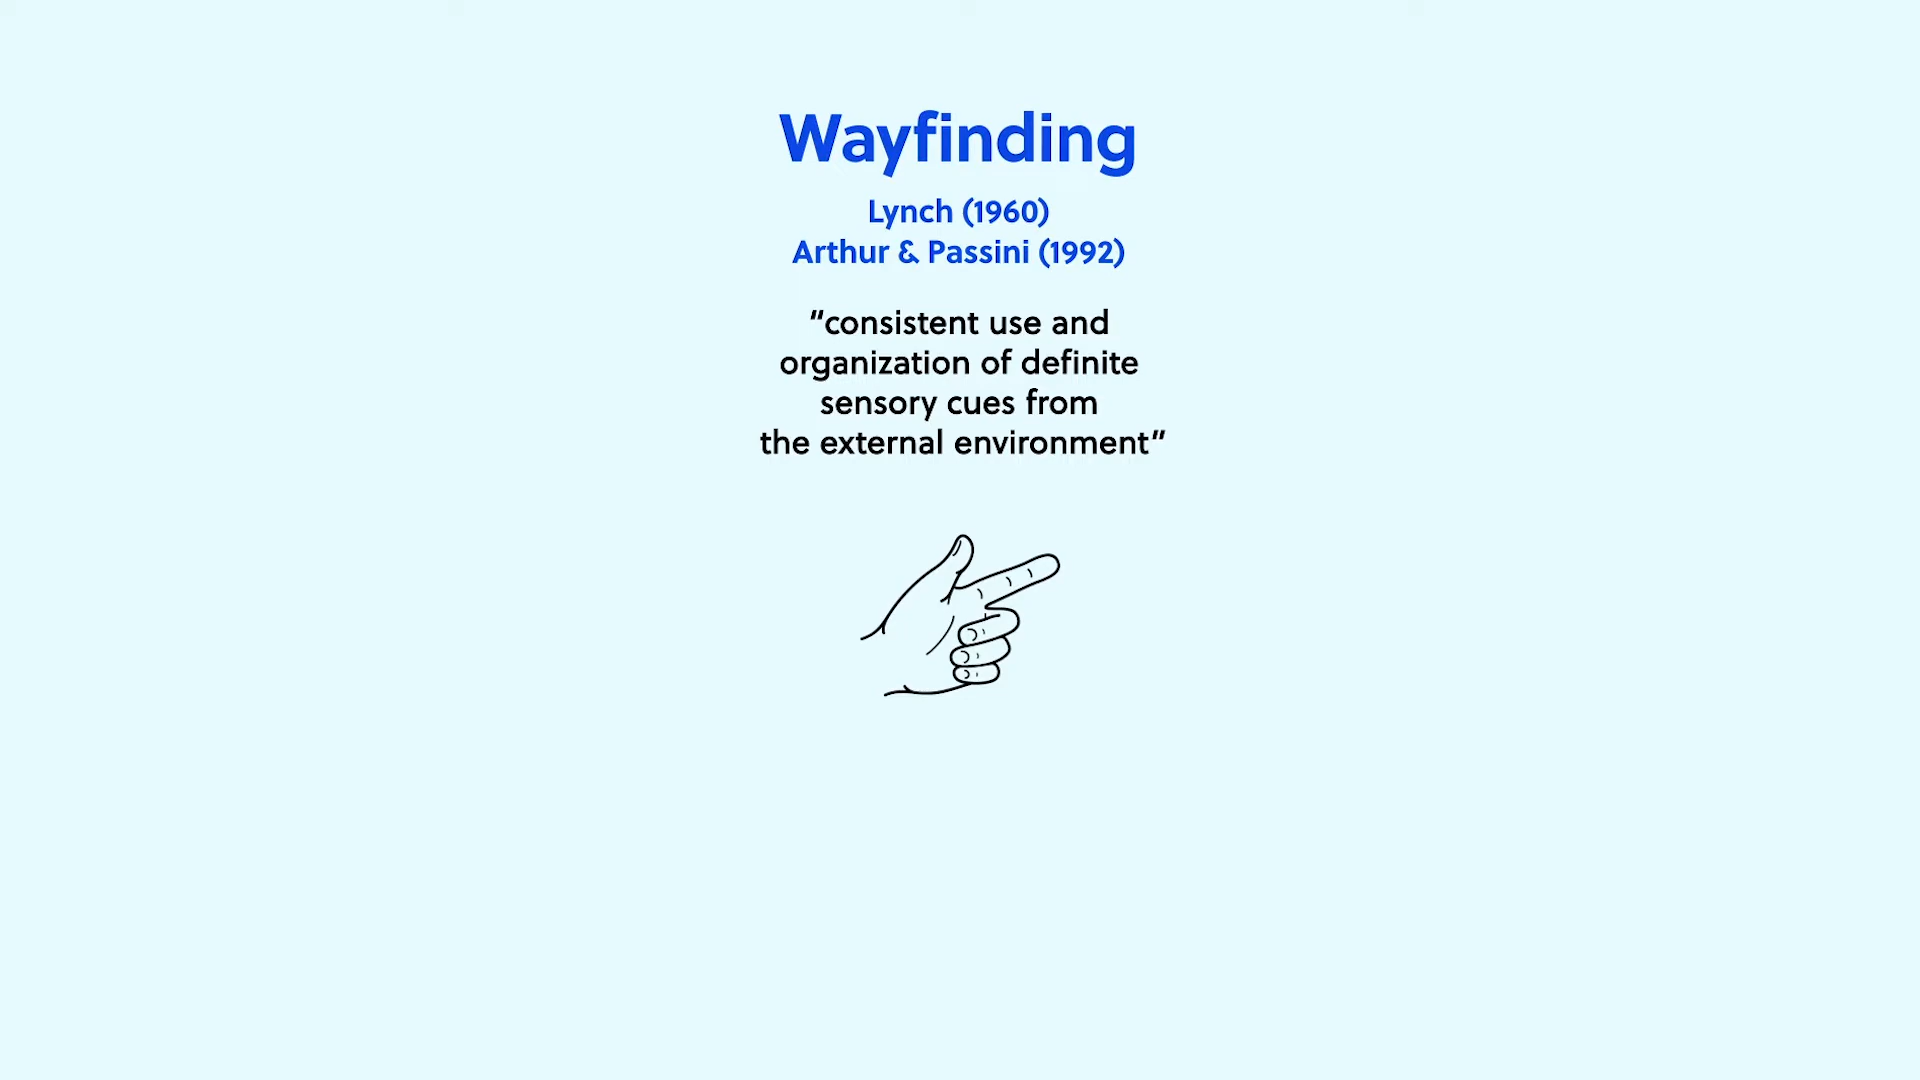 Wayfinding
Lynch (1960)
Arthur & Passini (1992)
“consistent use and
organization of definite
sensory cues from
the external environment”